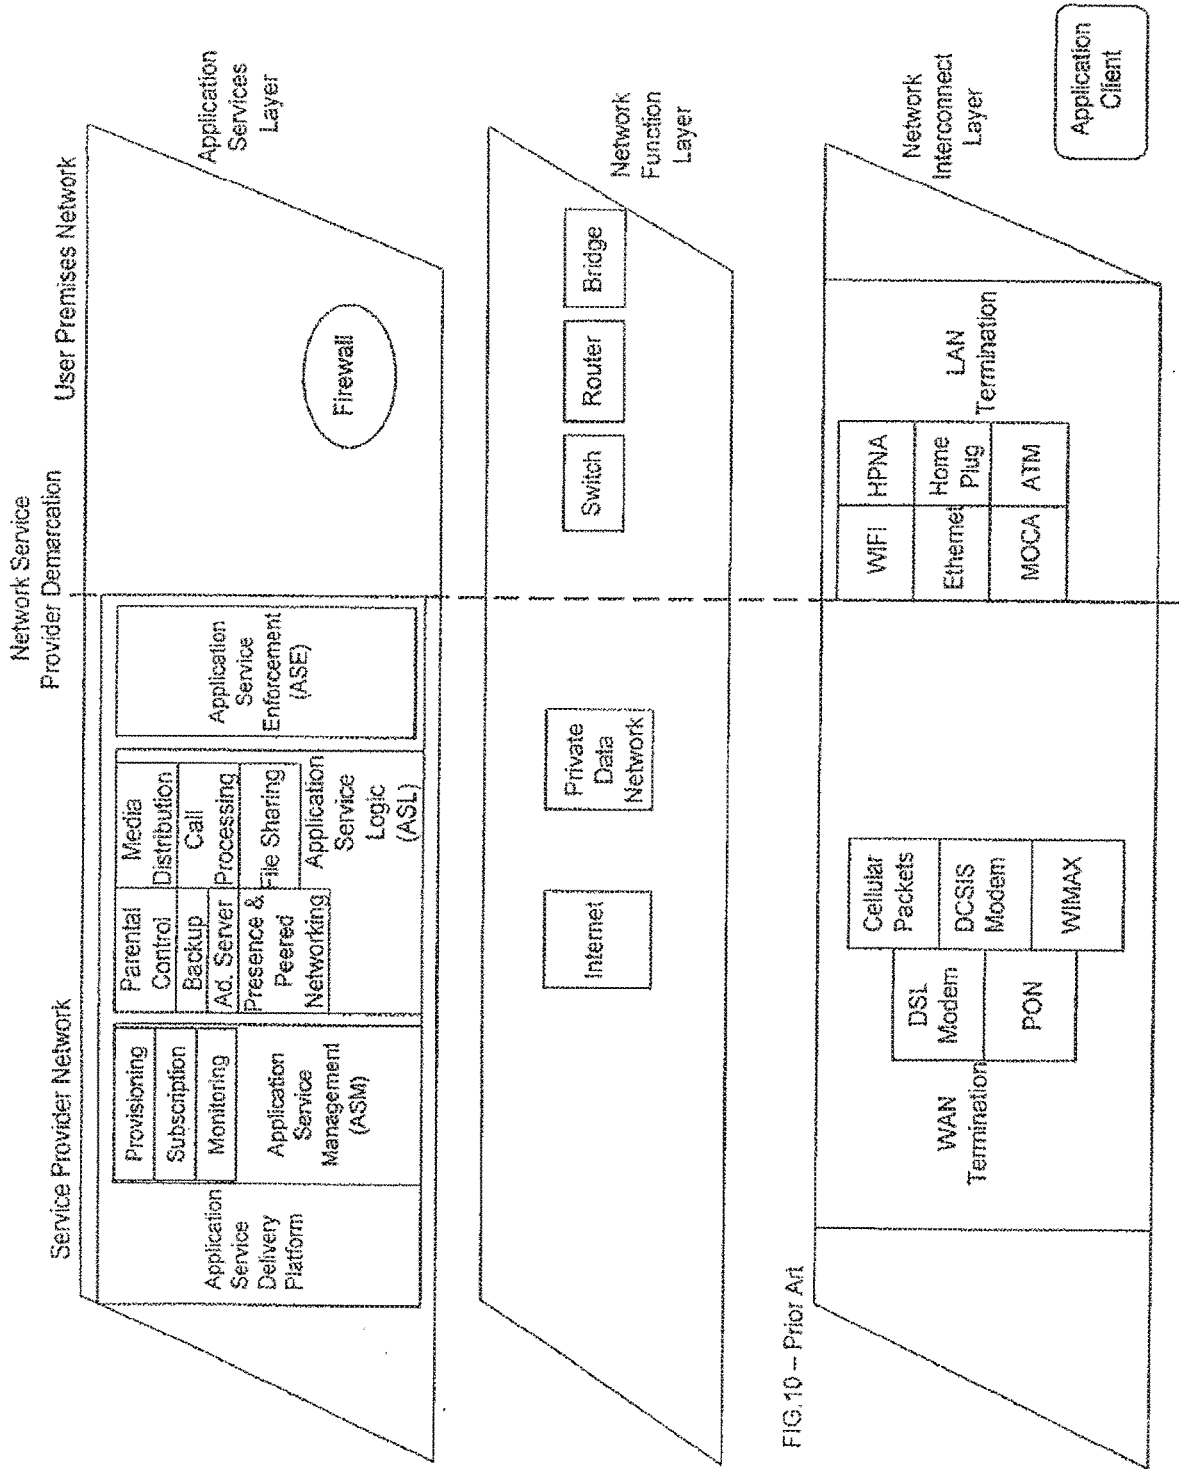 Network Service
Provider Demarcation
Service Provider Network
User Premises Network
Application
Services
Layer
Provisioning
Subscription
Monitoring
Application
Service
Management
(ASM)
Application
Service
Delivery
Platform
Parental
Control
Backup
Ad. Server
Presence &
Peered
Networking
Media
Distribution
Call
Processing
File Sharing
Application
Service
Logic
(ASL)
Application
Service
Enforcement
(ASE)
Firewall
Network
Function
Layer
Internet
Private
Data
Network
Switch
Router
Bridge
Network
Interconnect
Layer
WAN
Termination
DSL
Modem
PON
Cellular
Packets
DCSIS
Modem
WIMAX
WIFI
Ethernet
MOCA
HPNA
Home
Plug
ATM
LAN
Termination
Application
Client
FIG. 10 – Prior Art